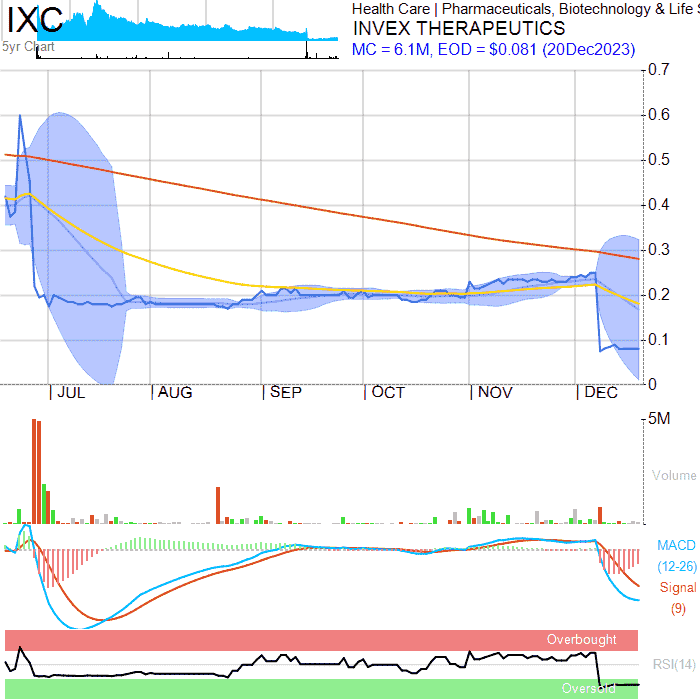 IXC
5yr Chart
Health Care | Pharmaceuticals, Biotechnology & Life S
INVEX THERAPEUTICS
MC = 6.1M, EOD = $0.081 (20Dec2023)
0.7
0.6
0.5
0.4
0.3
0.2
0.1
0
| JUL | AUG | SEP | OCT | NOV | DEC
5M
Volume
MACD
(12-26)
Signal
(9)
Overbought
RSI(14)
Oversold